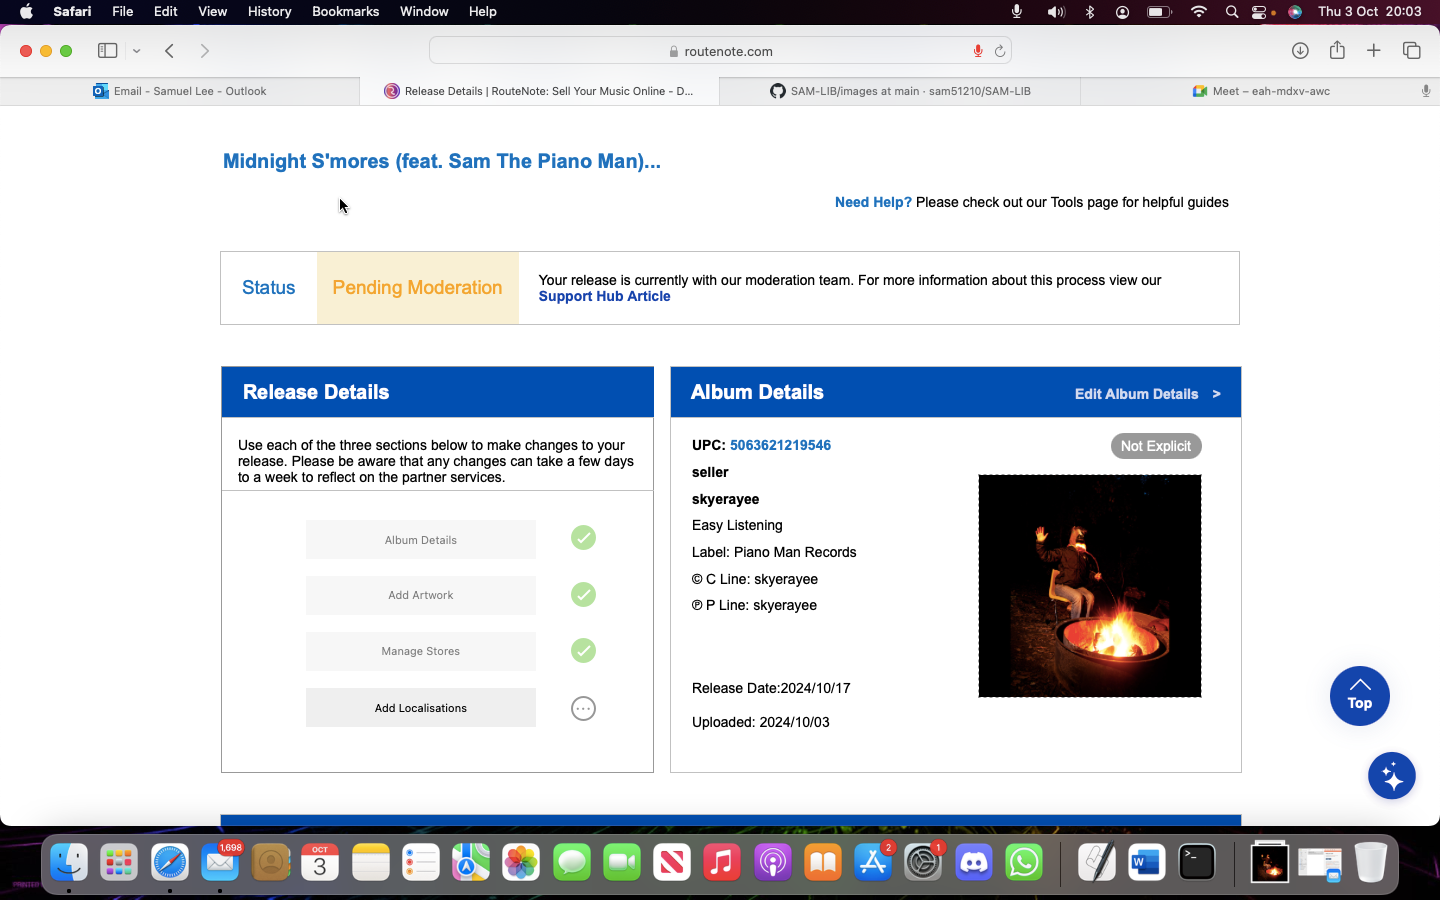 Safari File Edit View History Bookmarks Window Help Thu 3 Oct 20:03
routenote.com
Email - Samuel Lee - Outlook
Release Details | RouteNote: Sell Your Music Online - D...
SAM-LIB/images at main · sam51210/SAM-LIB
Meet – eah-mdxv-awc
Midnight S'mores (feat. Sam The Piano Man)...
Need Help? Please check out our Tools page for helpful guides
Status
Pending Moderation
Your release is currently with our moderation team. For more information about this process view our
Support Hub Article
Release Details
Use each of the three sections below to make changes to your
release. Please be aware that any changes can take a few days
to a week to reflect on the partner services.
Album Details
Add Artwork
Manage Stores
Add Localisations
Album Details
Edit Album Details >
UPC: 5063621219546
Not Explicit
seller
skyerayee
Easy Listening
Label: Piano Man Records
© C Line: skyerayee
℗ P Line: skyerayee
Release Date:2024/10/17
Uploaded: 2024/10/03
Top
1,698
OCT
3
2
1